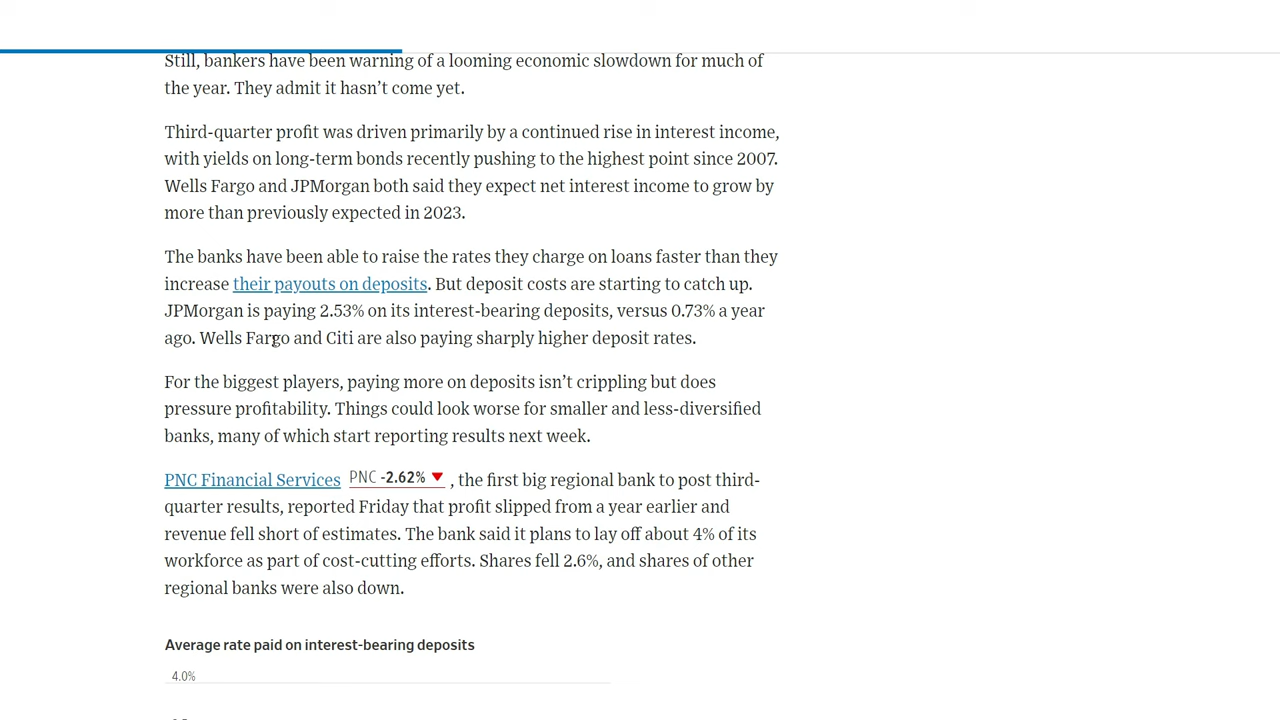 Still, bankers have been warning of a looming economic slowdown for much of
the year. They admit it hasn’t come yet.
Third-quarter profit was driven primarily by a continued rise in interest income,
with yields on long-term bonds recently pushing to the highest point since 2007.
Wells Fargo and JPMorgan both said they expect net interest income to grow by
more than previously expected in 2023.
The banks have been able to raise the rates they charge on loans faster than they
increase their payouts on deposits. But deposit costs are starting to catch up.
JPMorgan is paying 2.53% on its interest-bearing deposits, versus 0.73% a year
ago. Wells Fargo and Citi are also paying sharply higher deposit rates.
For the biggest players, paying more on deposits isn’t crippling but does
pressure profitability. Things could look worse for smaller and less-diversified
banks, many of which start reporting results next week.
PNC Financial Services PNC -2.62% ▼ , the first big regional bank to post third-
quarter results, reported Friday that profit slipped from a year earlier and
revenue fell short of estimates. The bank said it plans to lay off about 4% of its
workforce as part of cost-cutting efforts. Shares fell 2.6%, and shares of other
regional banks were also down.
Average rate paid on interest-bearing deposits
4.0%